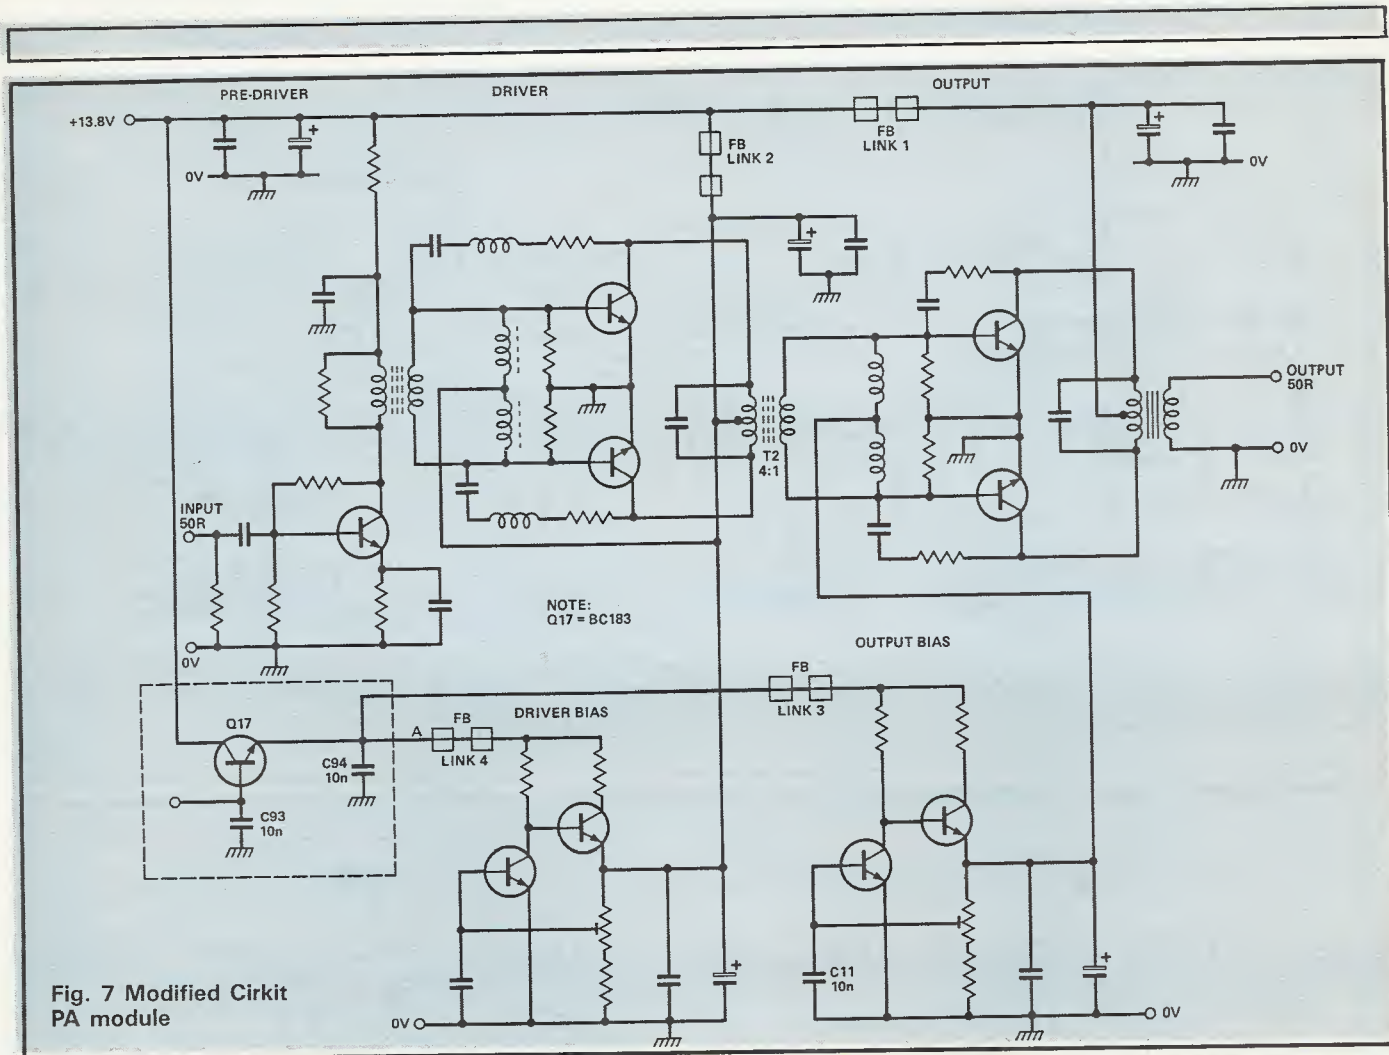 PRE-DRIVER
DRIVER
OUTPUT
+13.8V
+
0V
FB
LINK 2
FB
LINK 1
+
0V
+
INPUT
50R
T2
4:1
OUTPUT
50R
0V
0V
NOTE:
Q17 = BC183
OUTPUT BIAS
Q17
A
FB
LINK 4
DRIVER BIAS
FB
LINK 3
C94
10n
C93
10n
+
C11
10n
+
0V
0V
Fig. 7 Modified Cirkit
PA module